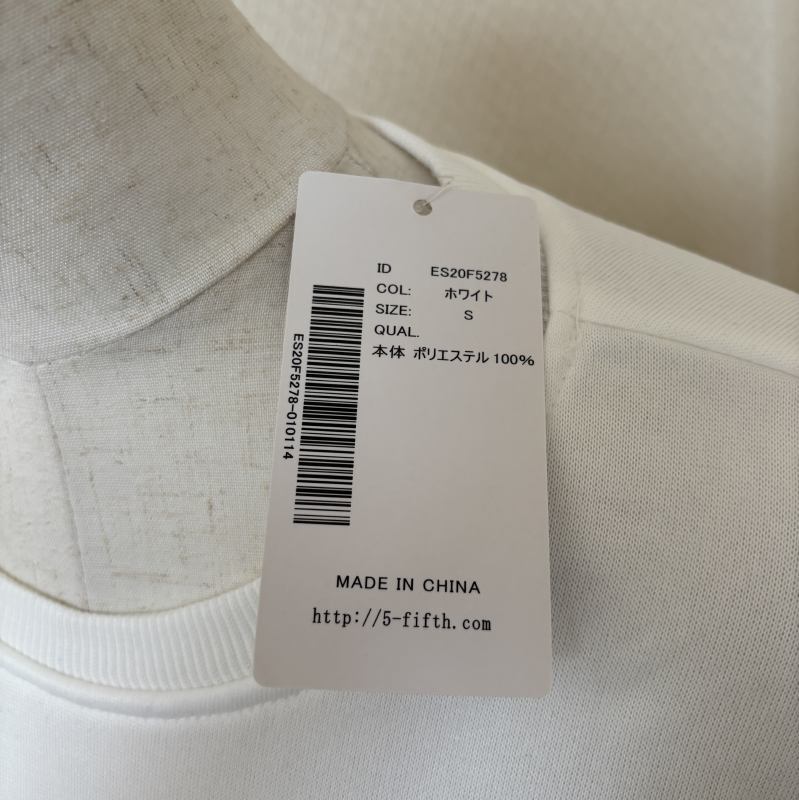 ID ES20F5278
COL: ホワイト
SIZE: S
QUAL.
本体 ポリエステル 100%
ES20F5278-010114
MADE IN CHINA
http://5-fifth.com